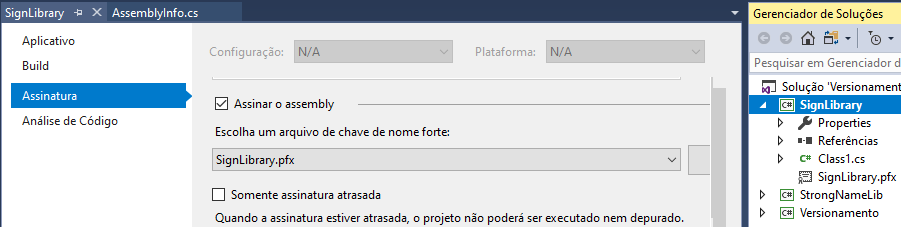 SignLibrary
AssemblyInfo.cs
Aplicativo
Build
Assinatura
Análise de Código
Configuração: N/A
Plataforma: N/A
Assinar o assembly
Escolha um arquivo de chave de nome forte:
SignLibrary.pfx
Somente assinatura atrasada
Quando a assinatura estiver atrasada, o projeto não poderá ser executado nem depurado.
Gerenciador de Soluções
Pesquisar em Gerenciador d
Solução 'Versionament
C# SignLibrary
Properties
Referências
C# Class1.cs
SignLibrary.pfx
C# StrongNameLib
C# Versionamento